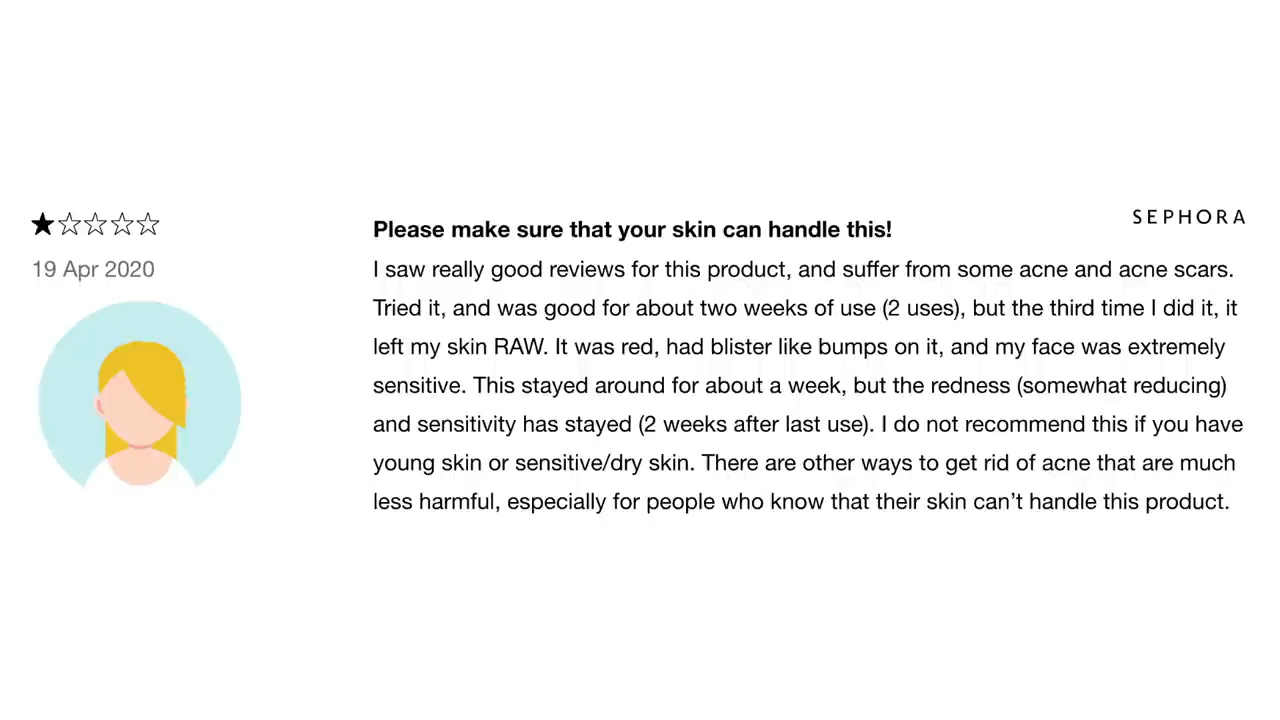 19 Apr 2020
Please make sure that your skin can handle this!
SEPHORA
I saw really good reviews for this product, and suffer from some acne and acne scars.
Tried it, and was good for about two weeks of use (2 uses), but the third time I did it, it
left my skin RAW. It was red, had blister like bumps on it, and my face was extremely
sensitive. This stayed around for about a week, but the redness (somewhat reducing)
and sensitivity has stayed (2 weeks after last use). I do not recommend this if you have
young skin or sensitive/dry skin. There are other ways to get rid of acne that are much
less harmful, especially for people who know that their skin can’t handle this product.